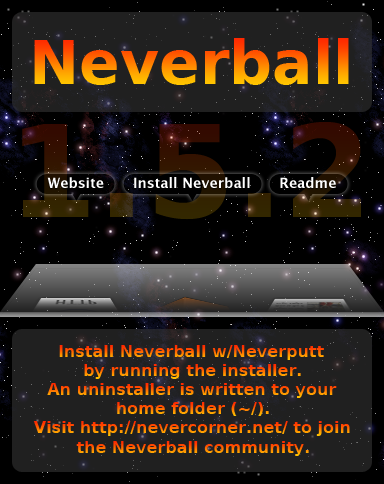 Neverball
1.5.2
Website
Install Neverball
Readme
Install Neverball w/Neverputt
by running the installer.
An uninstaller is written to your
home folder (~/).
Visit http://nevercorner.net/ to join
the Neverball community.